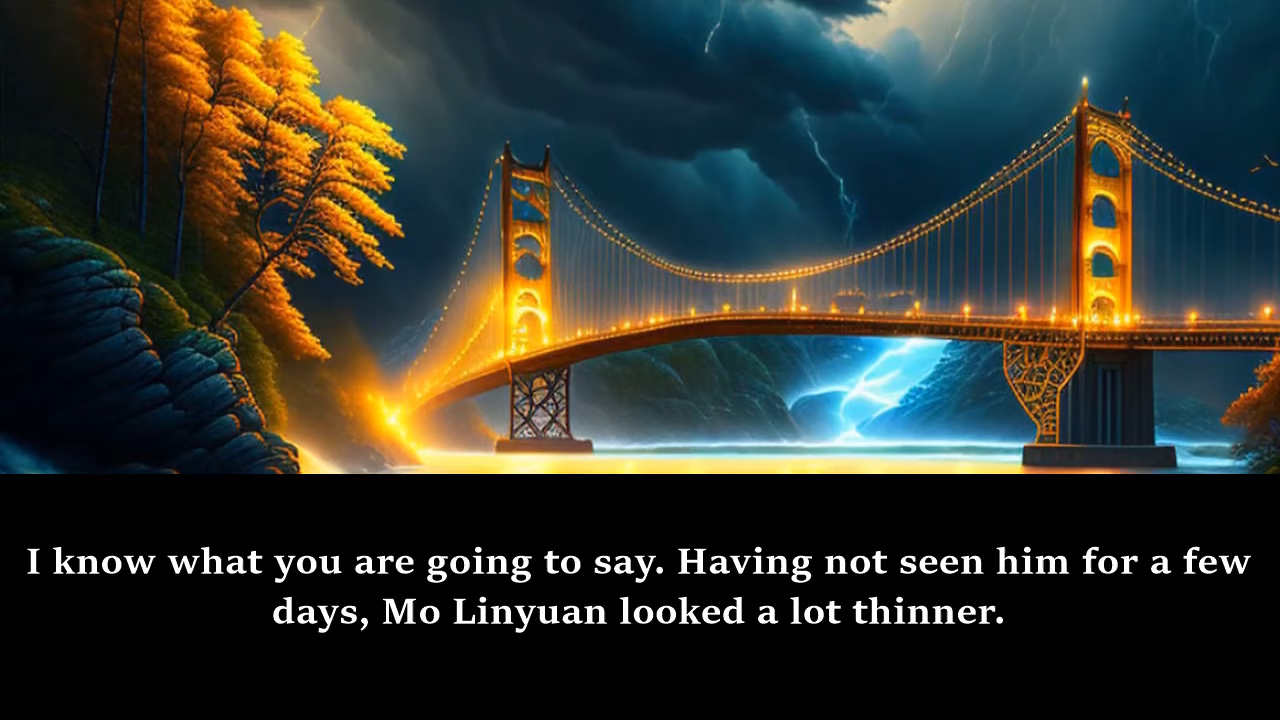 I know what you are going to say. Having not seen him for a few
days, Mo Linyuan looked a lot thinner.